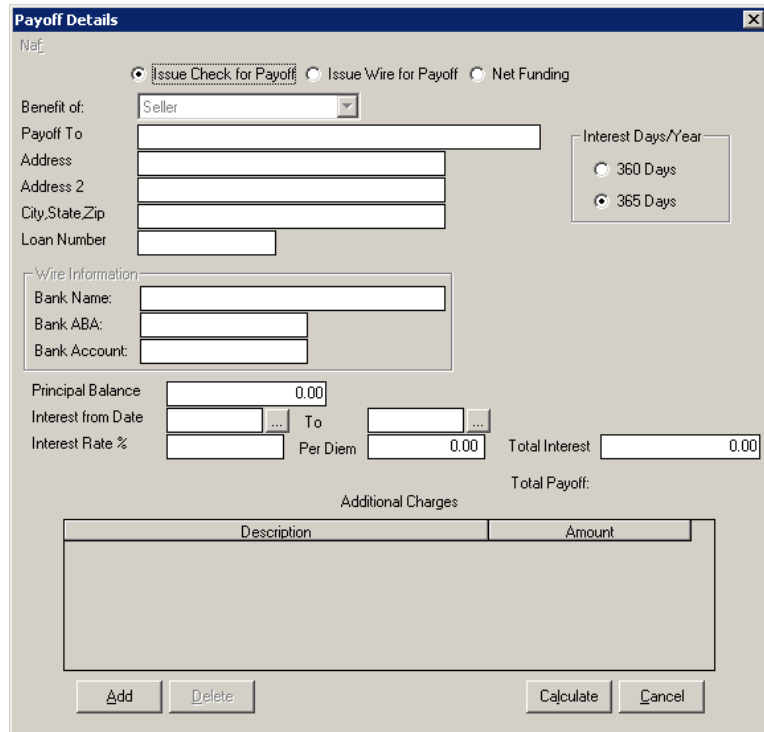 Payoff Details
Naf
Issue Check for Payoff Issue Wire for Payoff Net Funding
Benefit of: Seller
Payoff To
Interest Days/Year
Address
360 Days
Address 2
365 Days
City,State,Zip
Loan Number
Wire Information
Bank Name:
Bank ABA:
Bank Account:
Principal Balance 0.00
Interest from Date ... To ...
Interest Rate % Per Diem 0.00 Total Interest 0.00
Total Payoff:
Additional Charges
Description Amount
Add Delete Calculate Cancel